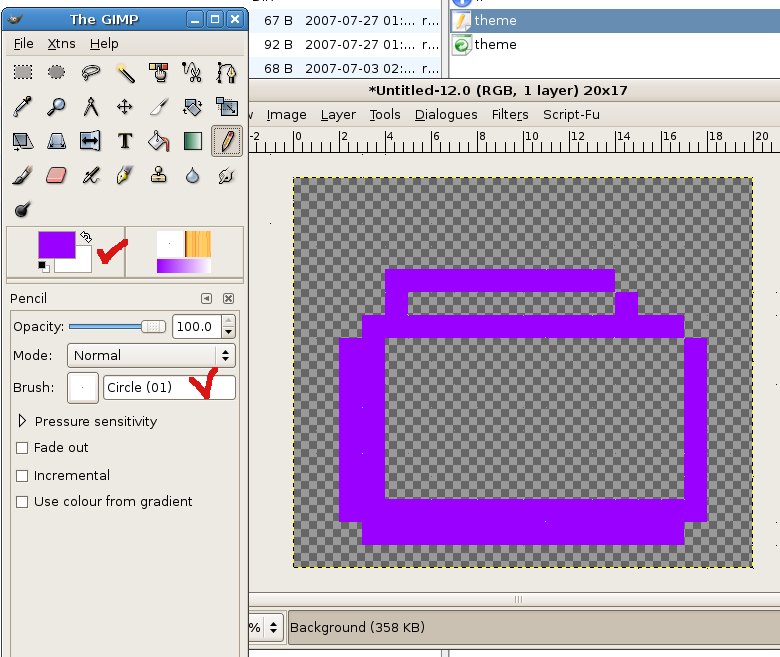 DIR
67 B 2007-07-27 01:... r...
92 B 2007-07-27 01:... r...
68 B 2007-07-03 02:... r...
theme
theme
The GIMP
File Xtns Help
Pencil
Opacity: 100.0
Mode: Normal
Brush: Circle (01)
Pressure sensitivity
Fade out
Incremental
Use colour from gradient
*Untitled-12.0 (RGB, 1 layer) 20x17
Image Layer Tools Dialogues Filters Script-Fu
-2 0 2 4 6 8 10 12 14 16 18 20
% Background (358 KB)